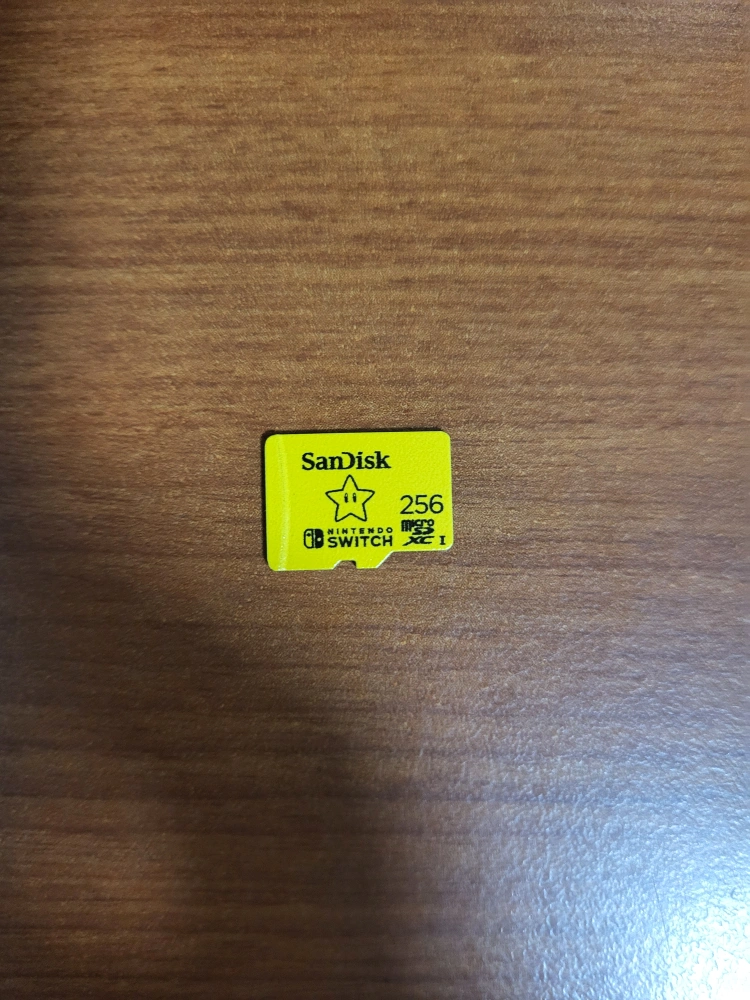 SanDisk
256
NINTENDO
SWITCH
micro
SD
XC I